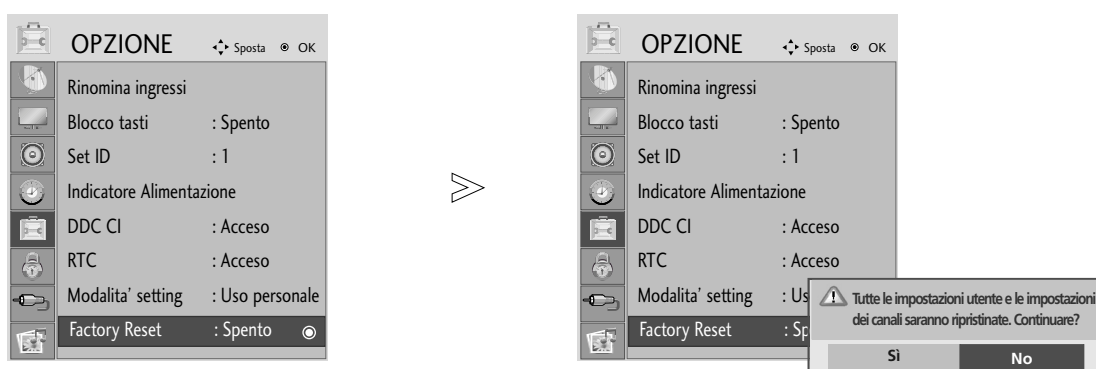 OPZIONE Sposta OK
Rinomina ingressi
Blocco tasti : Spento
Set ID : 1
Indicatore Alimentazione
DDC CI : Acceso
RTC : Acceso
Modalita' setting : Uso personale
Factory Reset : Spento
OPZIONE Sposta OK
Rinomina ingressi
Blocco tasti : Spento
Set ID : 1
Indicatore Alimentazione
DDC CI : Acceso
RTC : Acceso
Modalita' setting : Us
Factory Reset : Sp
Tutte le impostazioni utente e le impostazioni
dei canali saranno ripristinate. Continuare?
Sì No